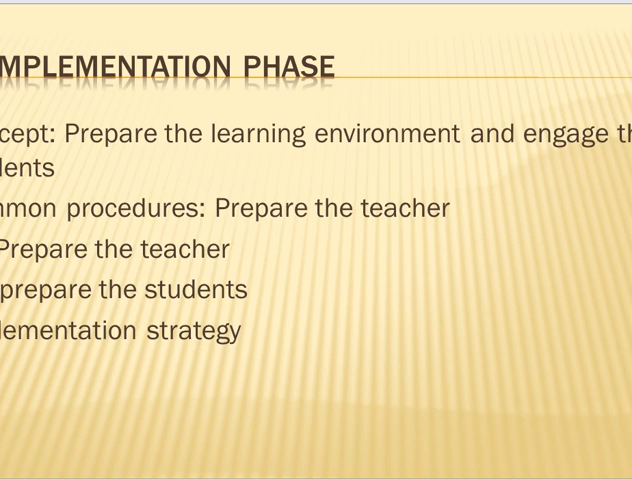 MPLEMENTATION PHASE
cept: Prepare the learning environment and engage th
lents
mon procedures: Prepare the teacher
Prepare the teacher
prepare the students
lementation strategy